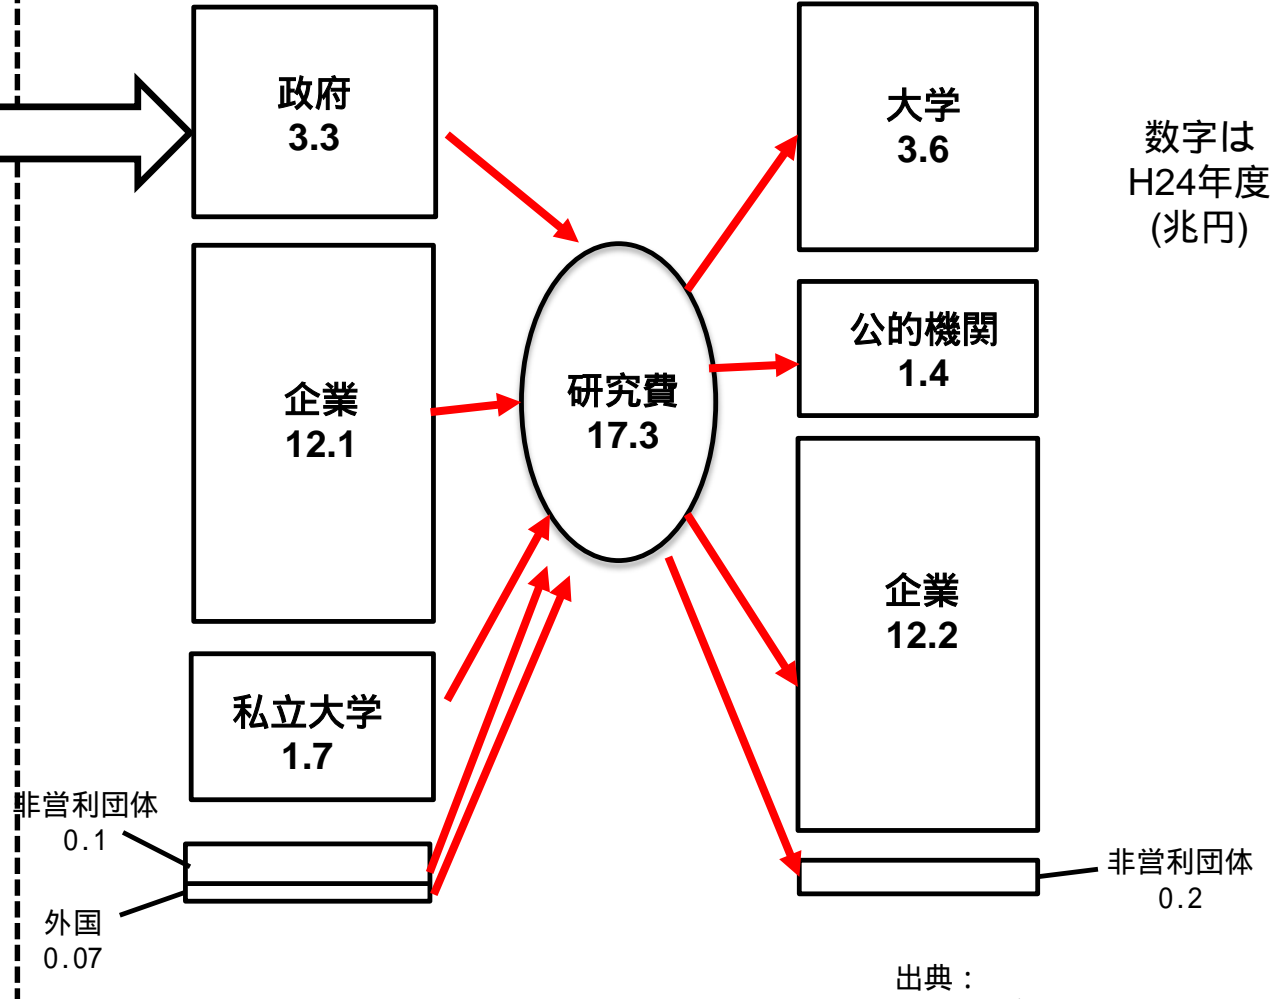 政府
3.3
企業
12.1
私立大学
1.7
非営利団体
0.1
外国
0.07
研究費
17.3
大学
3.6
公的機関
1.4
企業
12.2
非営利団体
0.2
数字は
H24年度
(兆円)
出典：